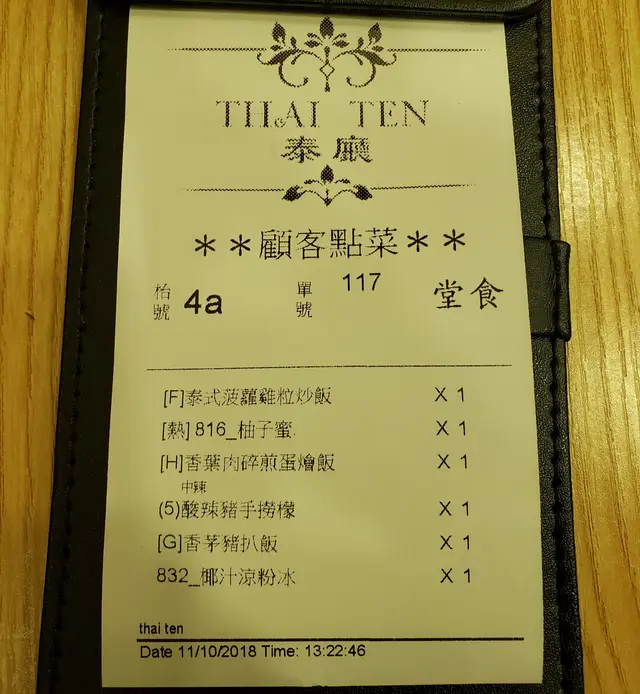 THAI TEN
泰廳
**顧客點菜**
枱號 4a 單號 117 堂食
[F]泰式菠蘿雞粒炒飯 X 1
[熱] 816_柚子蜜. X 1
[H]香葉肉碎煎蛋燴飯 X 1
中辣
(5)酸辣豬手撈檬 X 1
[G]香茅豬扒飯 X 1
832_椰汁涼粉冰 X 1
thai ten
Date 11/10/2018 Time: 13:22:46